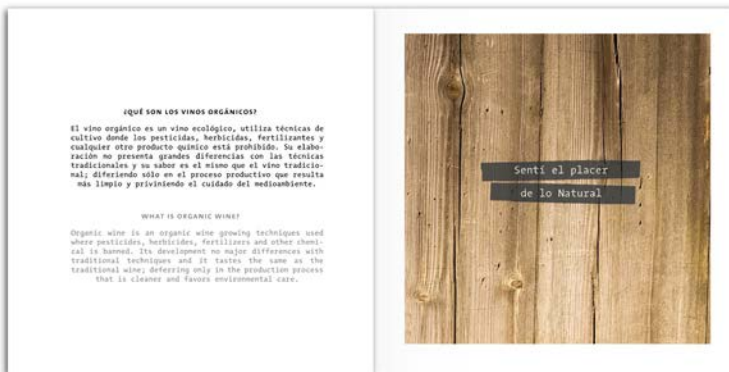 ¿QUÉ SON LOS VINOS ORGÁNICOS?
El vino orgánico es un vino ecológico, utiliza técnicas de
cultivo donde los pesticidas, herbicidas, fertilizantes y
cualquier otro producto químico está prohibido. Su elabo-
ración no presenta grandes diferencias con las técnicas
tradicionales y su sabor es el mismo que el vino tradicio-
nal; difiriendo sólo en el proceso productivo que resulta
más limpio y priviniendo el cuidado del medioambiente.
WHAT IS ORGANIC WINE?
Organic wine is an organic wine growing techniques used
where pesticides, herbicides, fertilizers and other chemi-
cal is banned. Its development no major differences with
traditional techniques and it tastes the same as the
traditional wine; deferring only in the production process
that is cleaner and favors environmental care.
Sentí el placer
de lo Natural